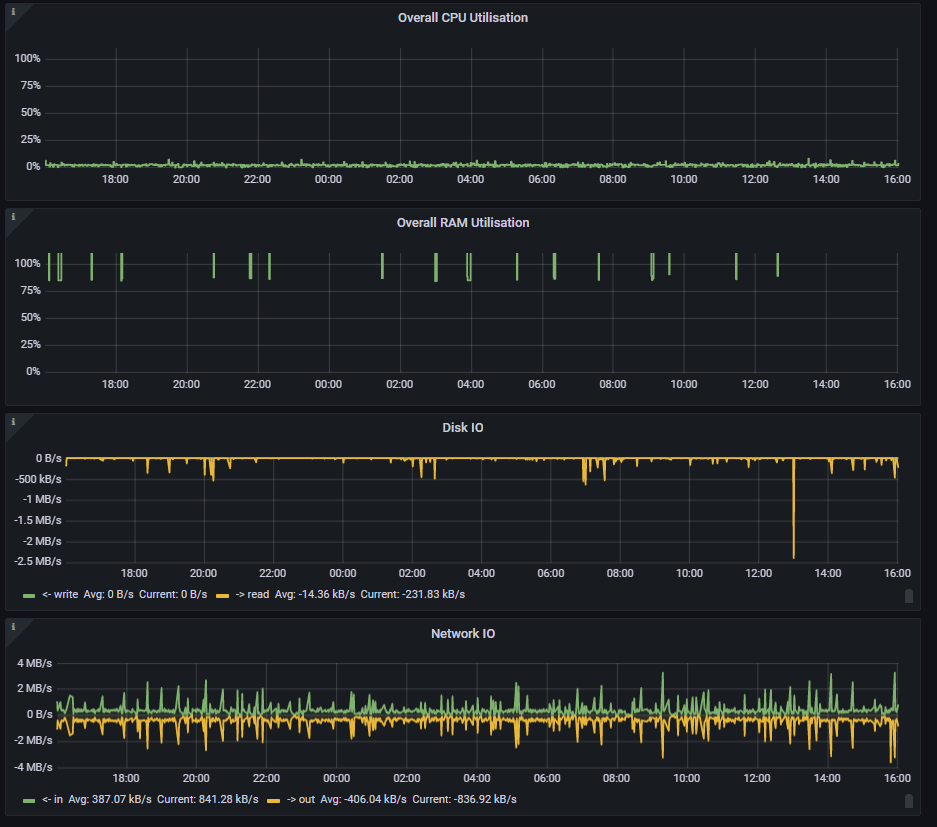 Overall CPU Utilisation
100%
75%
50%
25%
0%
18:00 20:00 22:00 00:00 02:00 04:00 06:00 08:00 10:00 12:00 14:00 16:00
Overall RAM Utilisation
100%
75%
50%
25%
0%
18:00 20:00 22:00 00:00 02:00 04:00 06:00 08:00 10:00 12:00 14:00 16:00
Disk IO
0 B/s
-500 kB/s
-1 MB/s
-1.5 MB/s
-2 MB/s
-2.5 MB/s
18:00 20:00 22:00 00:00 02:00 04:00 06:00 08:00 10:00 12:00 14:00 16:00
<- write Avg: 0 B/s Current: 0 B/s -> read Avg: -14.36 kB/s Current: -231.83 kB/s
Network IO
4 MB/s
2 MB/s
0 B/s
-2 MB/s
-4 MB/s
18:00 20:00 22:00 00:00 02:00 04:00 06:00 08:00 10:00 12:00 14:00 16:00
<- in Avg: 387.07 kB/s Current: 841.28 kB/s -> out Avg: -406.04 kB/s Current: -836.92 kB/s